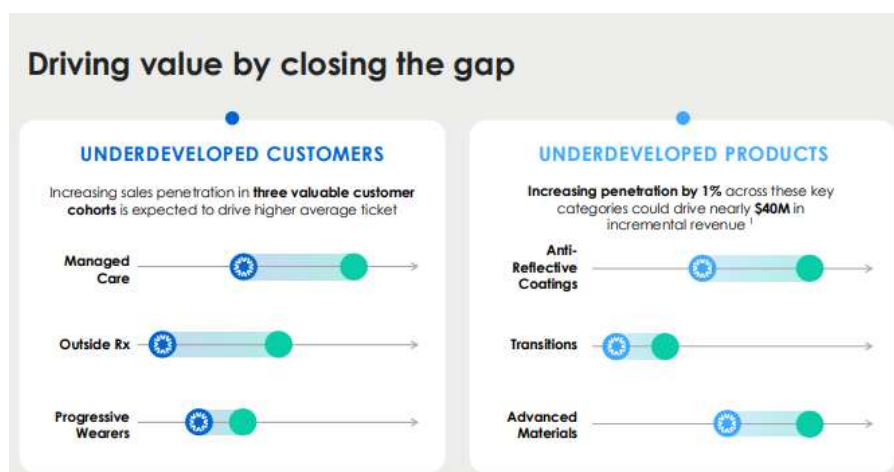 Driving value by closing the gap
UNDERDEVELOPED CUSTOMERS
Increasing sales penetration in three valuable customer
cohorts is expected to drive higher average ticket
Managed
Care
Outside Rx
Progressive
Wearers
UNDERDEVELOPED PRODUCTS
Increasing penetration by 1% across these key
categories could drive nearly $40M in
incremental revenue 1
Anti-
Reflective
Coatings
Transitions
Advanced
Materials